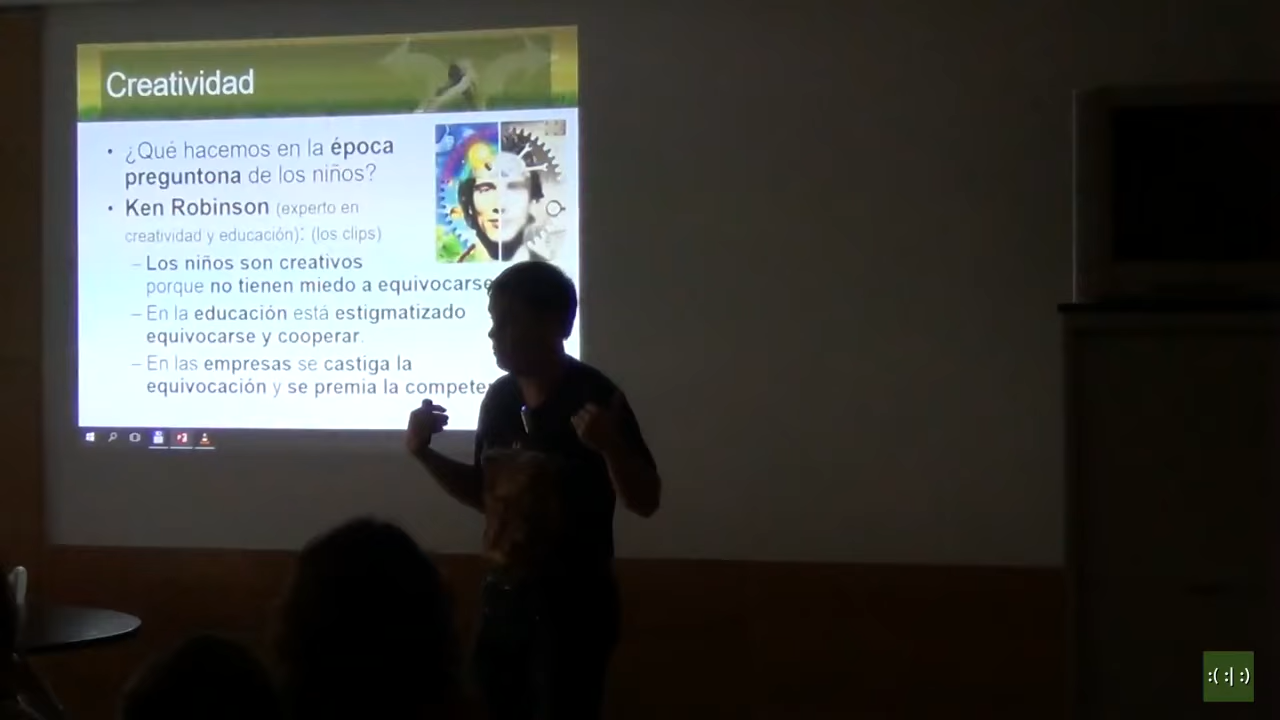 Creatividad
• ¿Qué hacemos en la época
preguntona de los niños?
• Ken Robinson (experto en
creatividad y educación): (los clips)
– Los niños son creativos
porque no tienen miedo a equivocarse
– En la educación está estigmatizado
equivocarse y cooperar.
– En las empresas se castiga la
equivocación y se premia la
:( :| :)